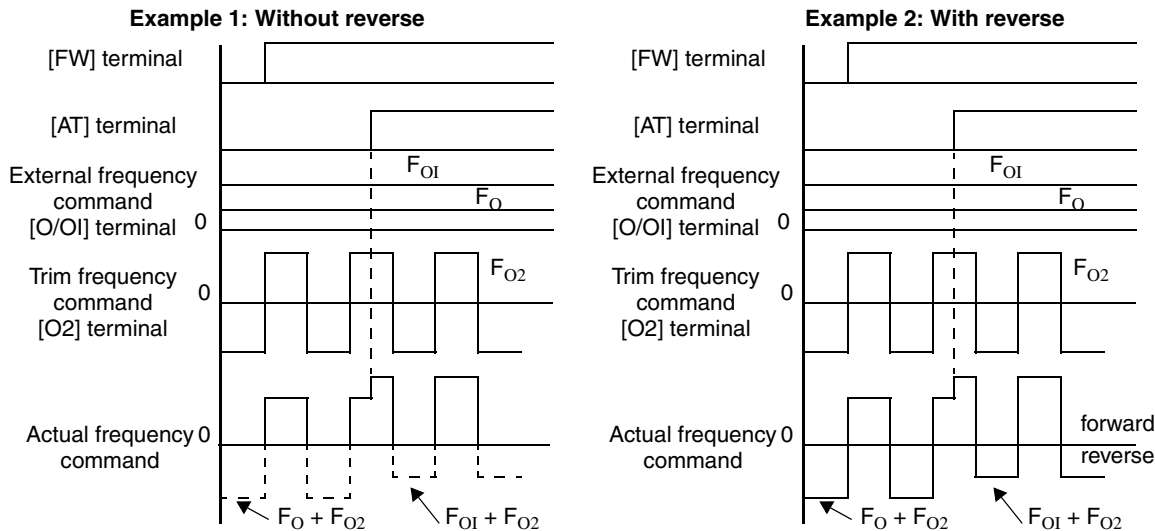 Example 1: Without reverse
[FW] terminal
[AT] terminal
F_OI
External frequency
command
[O/OI] terminal
F_O
0
Trim frequency
command
[O2] terminal
0
F_O2
Actual frequency
command
0
F_O + F_O2
F_OI + F_O2
Example 2: With reverse
[FW] terminal
[AT] terminal
F_OI
External frequency
command
[O/OI] terminal
F_O
0
Trim frequency
command
[O2] terminal
0
F_O2
Actual frequency
command
0
forward
reverse
F_O + F_O2
F_OI + F_O2